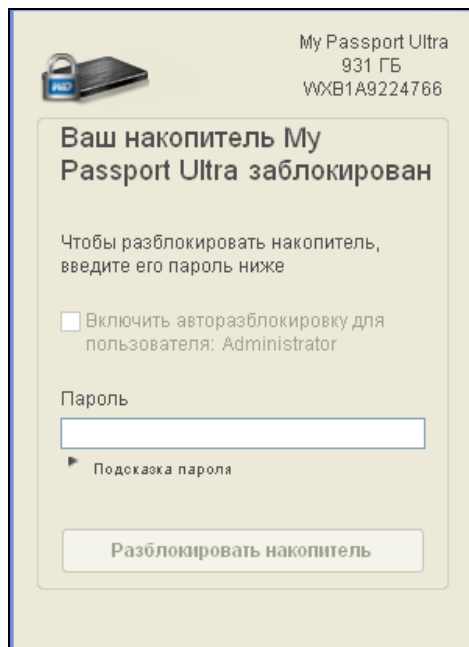 My Passport Ultra
931 ГБ
WXB1A9224766
WD
Ваш накопитель My
Passport Ultra заблокирован
Чтобы разблокировать накопитель,
введите его пароль ниже
Включить авторазблокировку для
пользователя: Administrator
Пароль
Подсказка пароля
Разблокировать накопитель